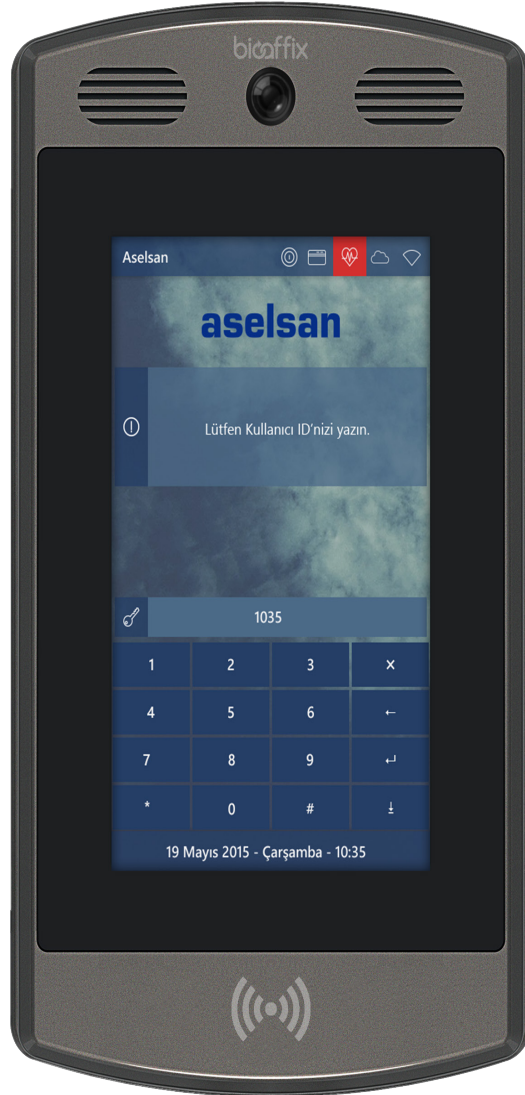 bioaffix
Aselsan
aselsan
Lütfen Kullanıcı ID'nizi yazın.
1035
1 2 3 ×
4 5 6 ←
7 8 9 ↵
* 0 # ↓
19 Mayıs 2015 - Çarşamba - 10:35